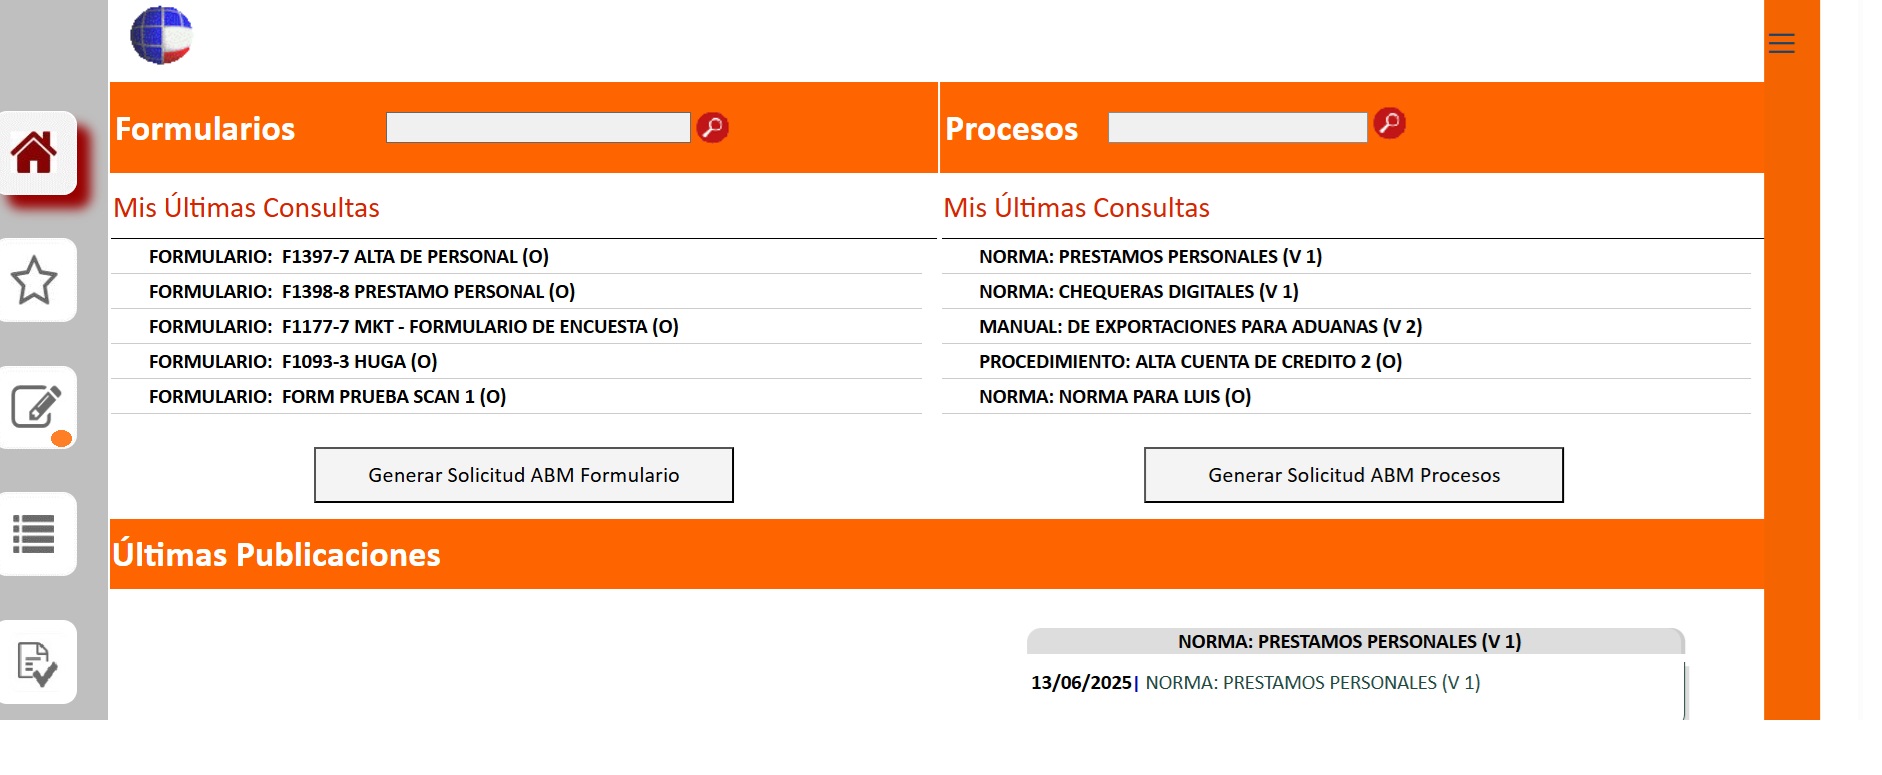 Formularios
Procesos
Mis Últimas Consultas
FORMULARIO: F1397-7 ALTA DE PERSONAL (O)
FORMULARIO: F1398-8 PRESTAMO PERSONAL (O)
FORMULARIO: F1177-7 MKT - FORMULARIO DE ENCUESTA (O)
FORMULARIO: F1093-3 HUGA (O)
FORMULARIO: FORM PRUEBA SCAN 1 (O)
Generar Solicitud ABM Formulario
Mis Últimas Consultas
NORMA: PRESTAMOS PERSONALES (V 1)
NORMA: CHEQUERAS DIGITALES (V 1)
MANUAL: DE EXPORTACIONES PARA ADUANAS (V 2)
PROCEDIMIENTO: ALTA CUENTA DE CREDITO 2 (O)
NORMA: NORMA PARA LUIS (O)
Generar Solicitud ABM Procesos
Últimas Publicaciones
NORMA: PRESTAMOS PERSONALES (V 1)
13/06/2025| NORMA: PRESTAMOS PERSONALES (V 1)